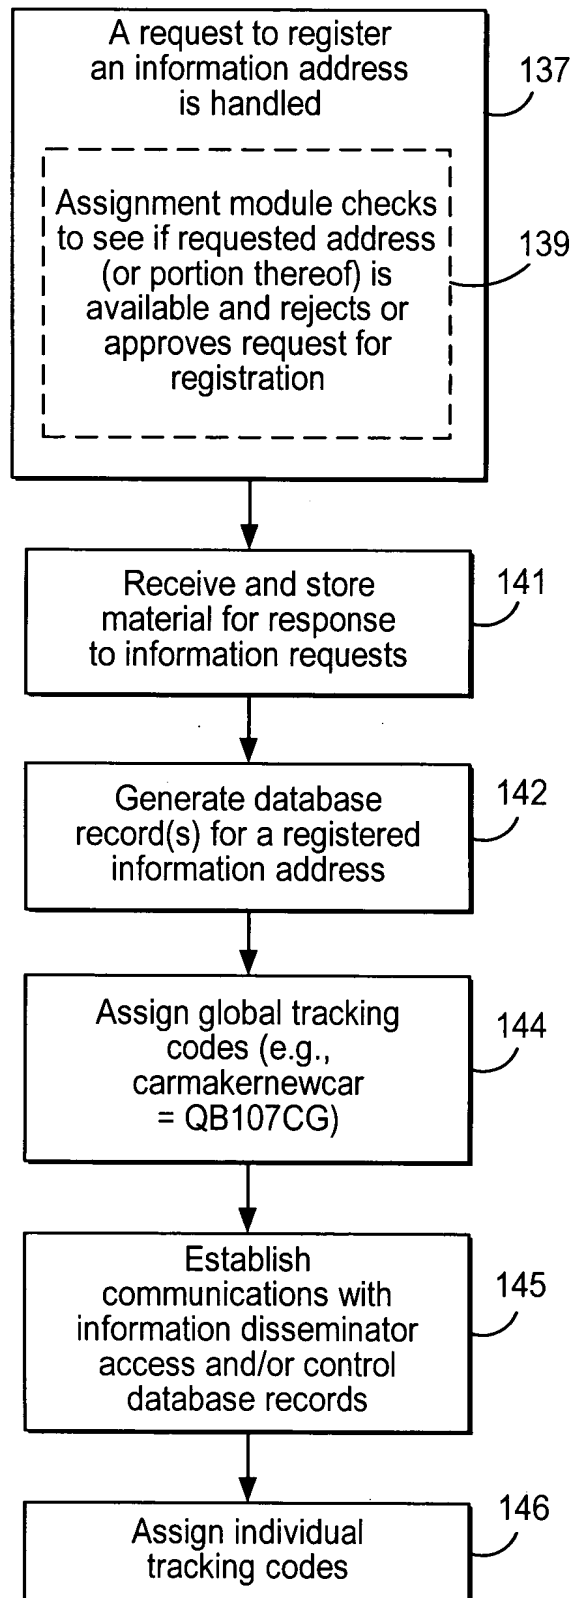 A request to register
an information address
is handled
137
Assignment module checks
to see if requested address
(or portion thereof) is
available and rejects or
approves request for
registration
139
Receive and store
material for response
to information requests
141
Generate database
record(s) for a registered
information address
142
Assign global tracking
codes (e.g.,
carmakernewcar
= QB107CG)
144
Establish
communications with
information disseminator
access and/or control
database records
145
Assign individual
tracking codes
146